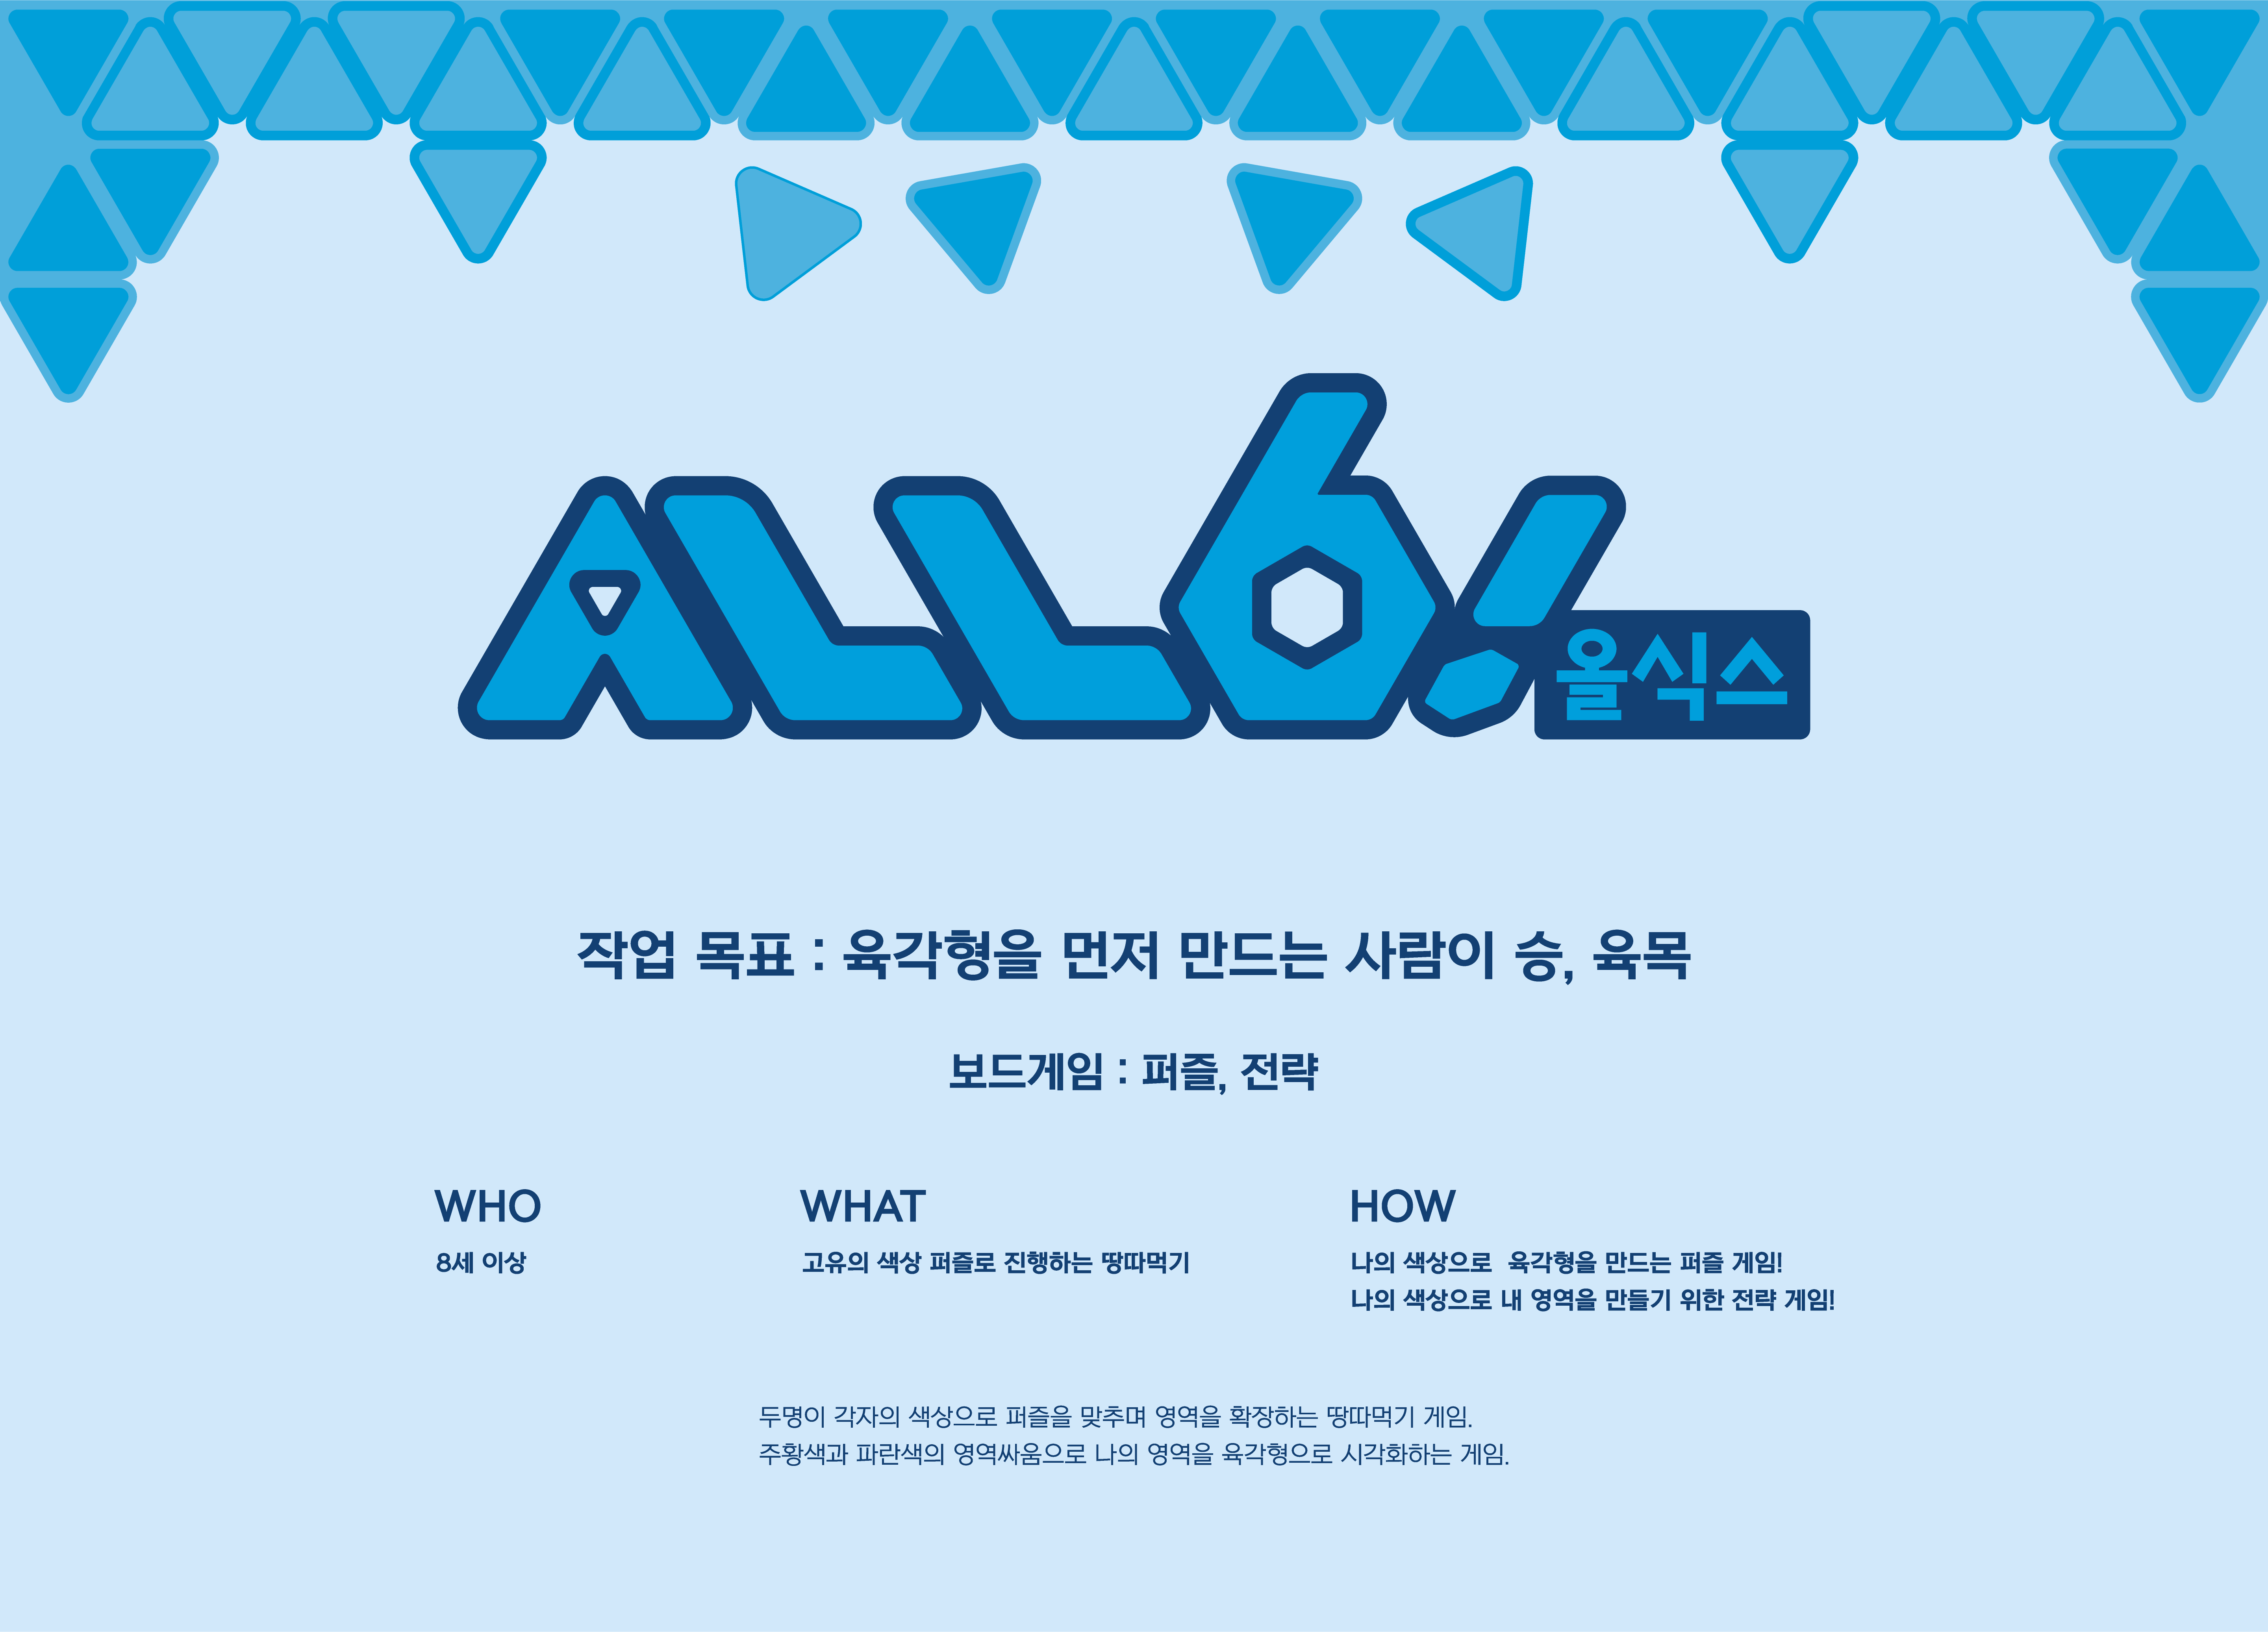 ALL6!
올식스
작업 목표 : 육각형을 먼저 만드는 사람이 승, 육목
보드게임 : 퍼즐, 전략
WHO
8세 이상
WHAT
고유의 색상 퍼즐로 진행하는 땅따먹기
HOW
나의 색상으로  육각형을 만드는 퍼즐 게임!
나의 색상으로 내 영역을 만들기 위한 전략 게임!
두명이 각자의 색상으로 퍼즐을 맞추며 영역을 확장하는 땅따먹기 게임.
주황색과 파란색의 영역싸움으로 나의 영역을 육각형으로 시각화하는 게임.